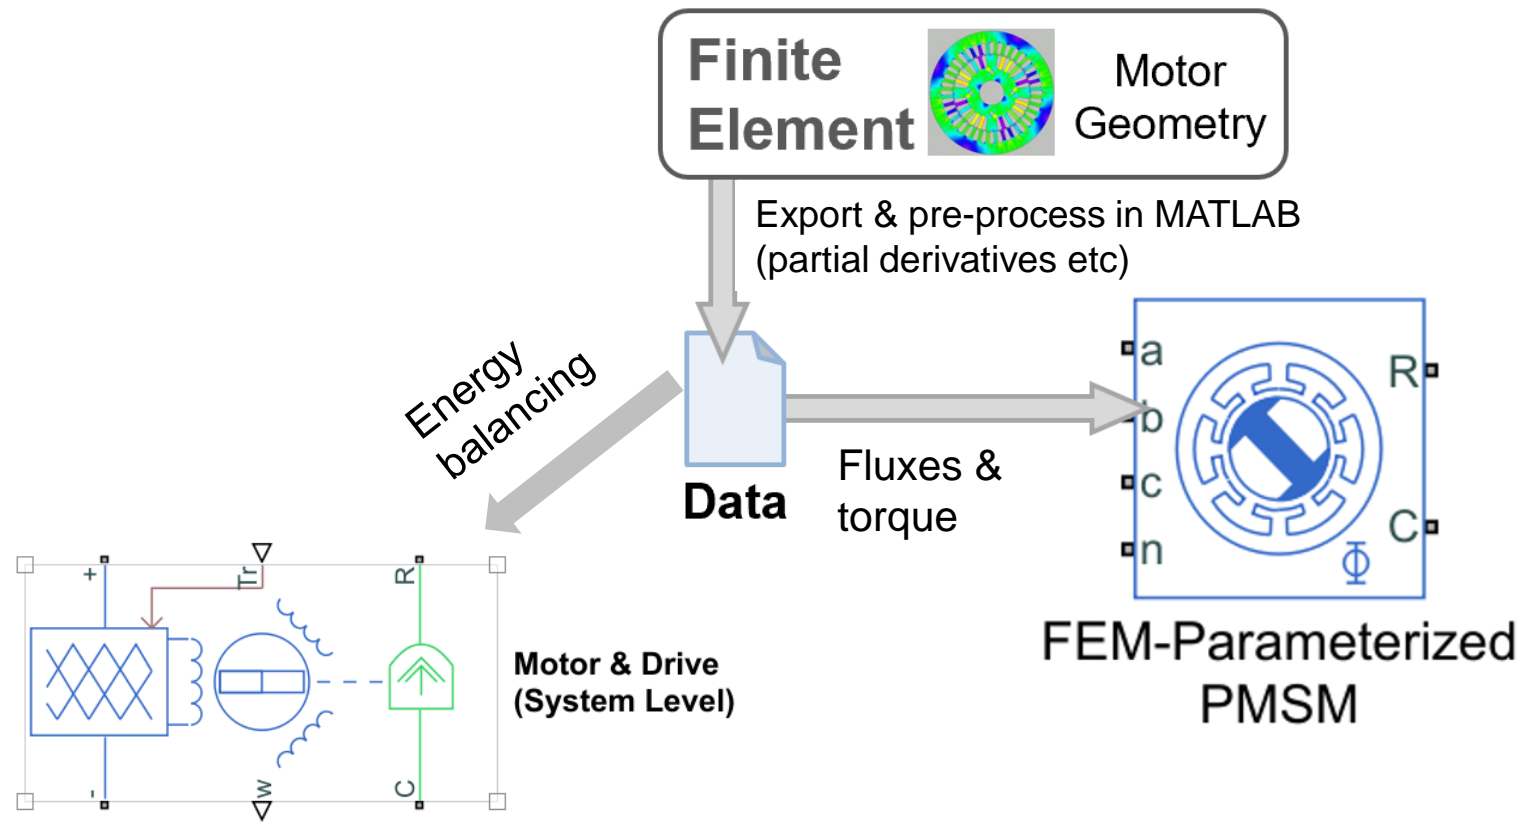 Finite
Element
Motor
Geometry
Export & pre-process in MATLAB
(partial derivatives etc)
Energy
balancing
Data
Fluxes &
torque
a
b
c
n
R
C
Φ
FEM-Parameterized
PMSM
+
Tr
R
-
w
C
Motor & Drive
(System Level)